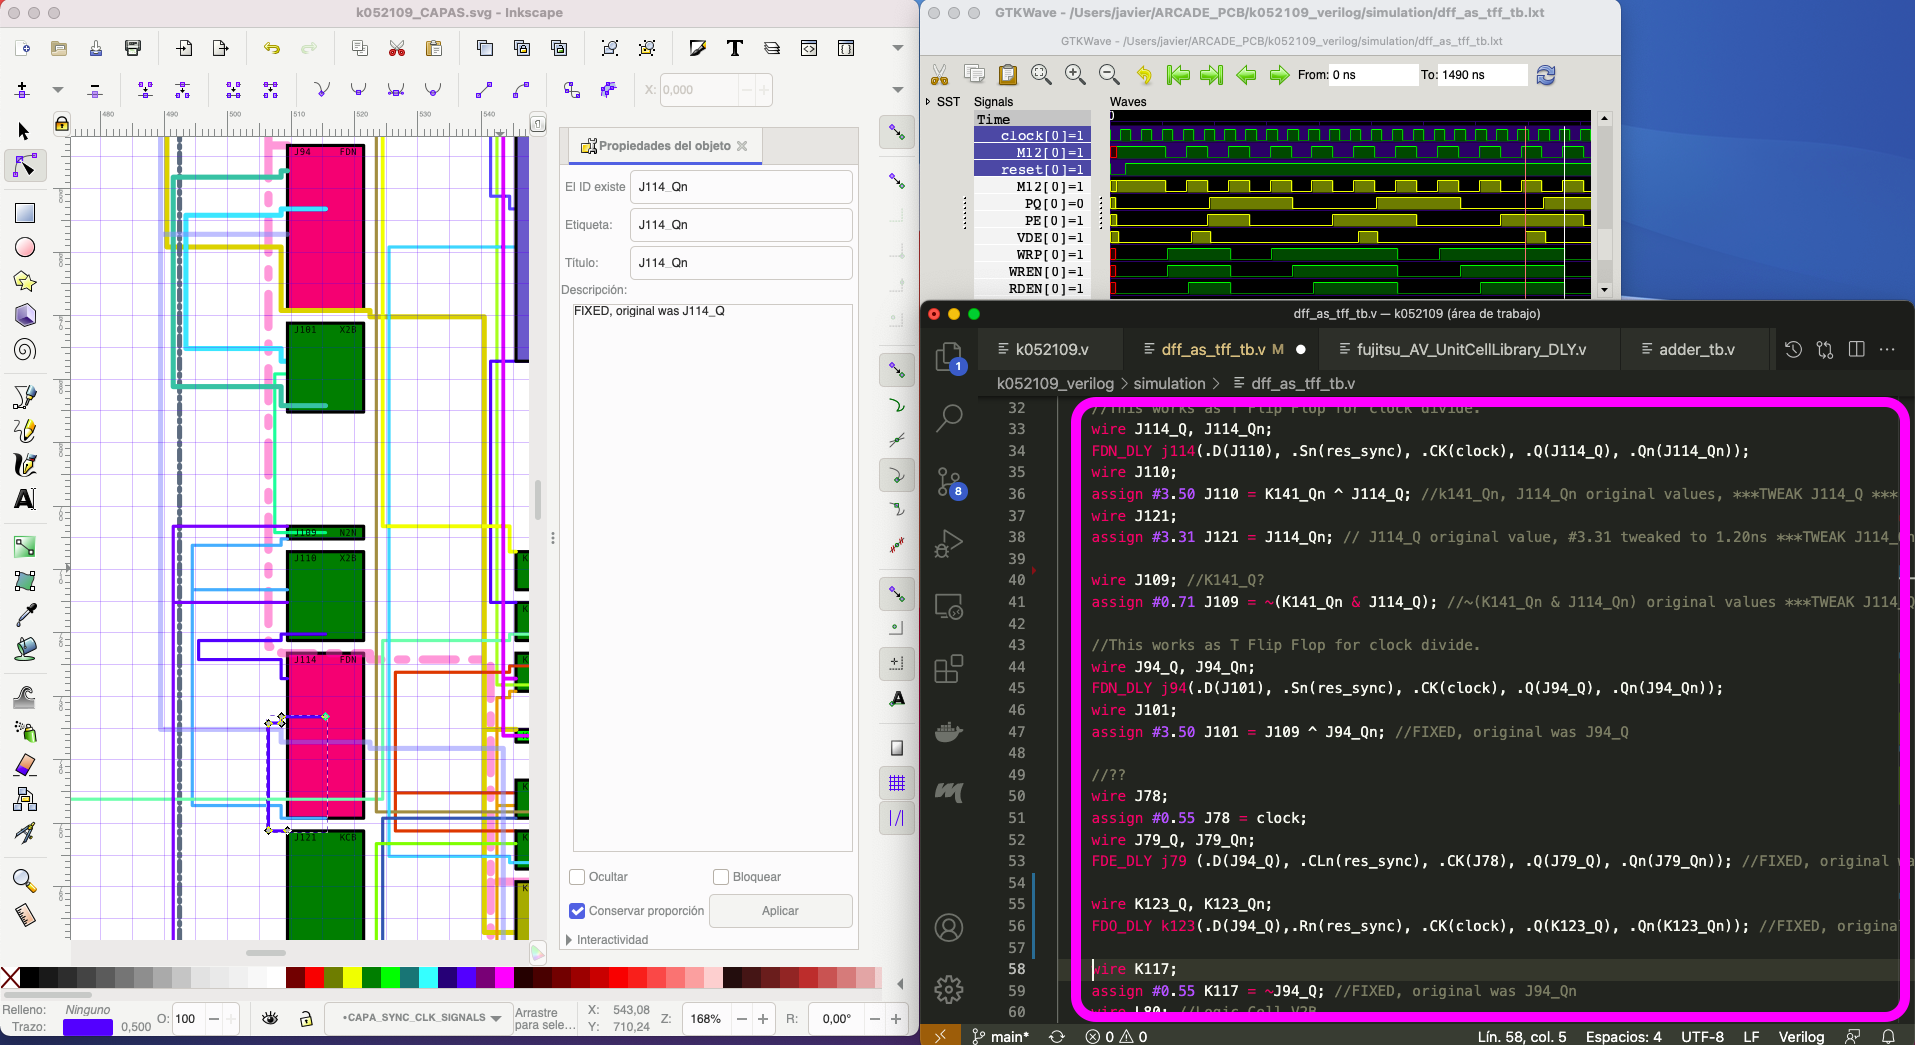 k052109_CAPAS.svg - Inkscape
X: 0,000
480 490 500 510 520 530 540
J94 FDN
J101 X2B
J109 N2N
J110 X2B
J114 FDN
J121 KCB
Propiedades del objeto
El ID existe J114_Qn
Etiqueta: J114_Qn
Título: J114_Qn
Descripción:
FIXED, original was J114_Q
Ocultar Bloquear
Conservar proporción Aplicar
Interactividad
Relleno: Ninguno
Trazo: 0,500
O: 100
•CAPA_SYNC_CLK_SIGNALS
Arrastre
para sele...
X: 543,08
Y: 710,24
Z: 168%
R: 0,00°
GTKWave - /Users/javier/ARCADE_PCB/k052109_verilog/simulation/dff_as_tff_tb.lxt
GTKWave - /Users/javier/ARCADE_PCB/k052109_verilog/simulation/dff_as_tff_tb.lxt
From: 0 ns To: 1490 ns
SST Signals Waves
Time 0
clock[0]=1
M12[0]=1
reset[0]=1
M12[0]=1
PQ[0]=0
PE[0]=1
VDE[0]=1
WRP[0]=1
WREN[0]=1
RDEN[0]=1
dff_as_tff_tb.v — k052109 (área de trabajo)
k052109.v dff_as_tff_tb.v M fujitsu_AV_UnitCellLibrary_DLY.v adder_tb.v
k052109_verilog > simulation > dff_as_tff_tb.v
1
8
32 //This works as T Flip Flop for clock divide.
33 wire J114_Q, J114_Qn;
34 FDN_DLY j114(.D(J110), .Sn(res_sync), .CK(clock), .Q(J114_Q), .Qn(J114_Qn));
35 wire J110;
36 assign #3.50 J110 = K141_Qn ^ J114_Q; //k141_Qn, J114_Qn original values, ***TWEAK J114_Q ***
37 wire J121;
38 assign #3.31 J121 = J114_Qn; // J114_Q original value, #3.31 tweaked to 1.20ns ***TWEAK J114_Qn
39
40 wire J109; //K141_Q?
41 assign #0.71 J109 = ~(K141_Qn & J114_Q); //~(K141_Qn & J114_Qn) original values ***TWEAK J114_Q
42
43 //This works as T Flip Flop for clock divide.
44 wire J94_Q, J94_Qn;
45 FDN_DLY j94(.D(J101), .Sn(res_sync), .CK(clock), .Q(J94_Q), .Qn(J94_Qn));
46 wire J101;
47 assign #3.50 J101 = J109 ^ J94_Qn; //FIXED, original was J94_Q
48
49 //??
50 wire J78;
51 assign #0.55 J78 = clock;
52 wire J79_Q, J79_Qn;
53 FDE_DLY j79 (.D(J94_Q), .CLn(res_sync), .CK(J78), .Q(J79_Q), .Qn(J79_Qn)); //FIXED, original wa
54
55 wire K123_Q, K123_Qn;
56 FDO_DLY k123(.D(J94_Q),.Rn(res_sync), .CK(clock), .Q(K123_Q), .Qn(K123_Qn)); //FIXED, origina
57
58 wire K117;
59 assign #0.55 K117 = ~J94_Q; //FIXED, original was J94_Qn
60 wire L80; //Logic Cell V2B
main* 0 0 Lín. 58, col. 5 Espacios: 4 UTF-8 LF Verilog